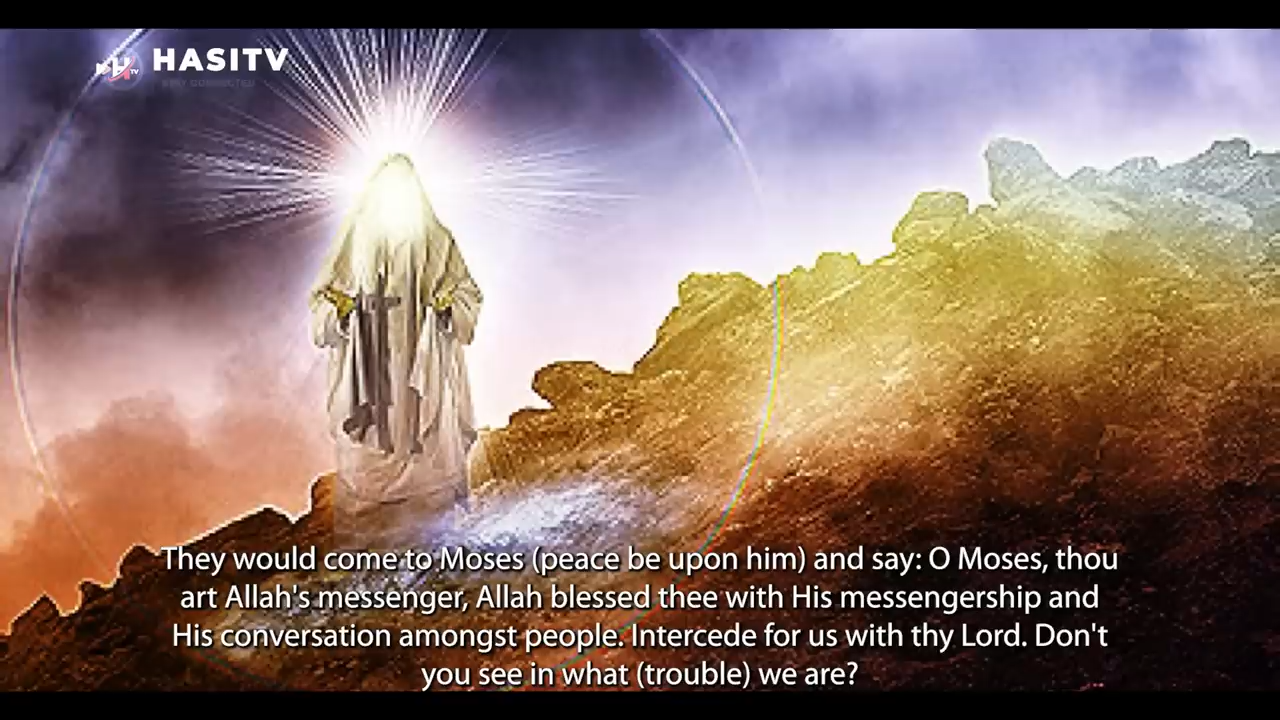 HASITV
They would come to Moses (peace be upon him) and say: O Moses, thou
art Allah's messenger, Allah blessed thee with His messengership and
His conversation amongst people. Intercede for us with thy Lord. Don't
you see in what (trouble) we are?